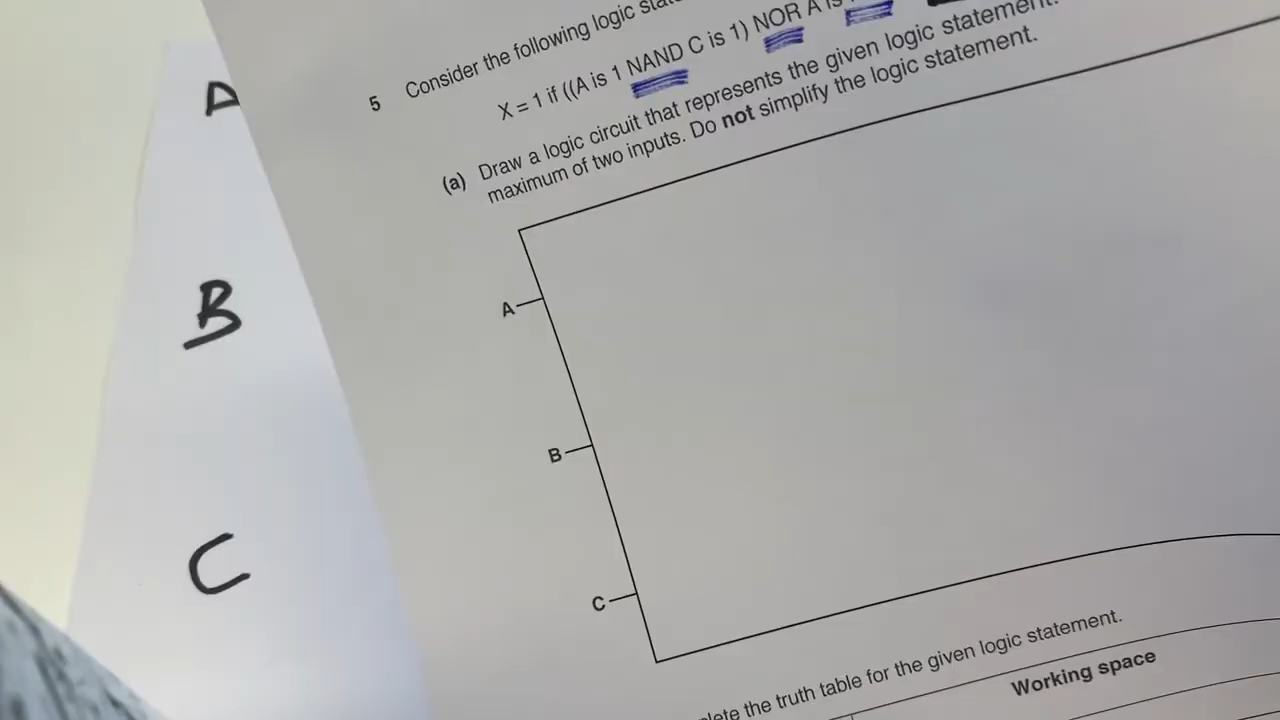 5 Consider the following logic
X = 1 if ((A is 1 NAND C is 1) NOR A is
(a) Draw a logic circuit that represents the given logic statement.
maximum of two inputs. Do not simplify the logic statement.
A
B
C
A
B
C
the truth table for the given logic statement.
Working space